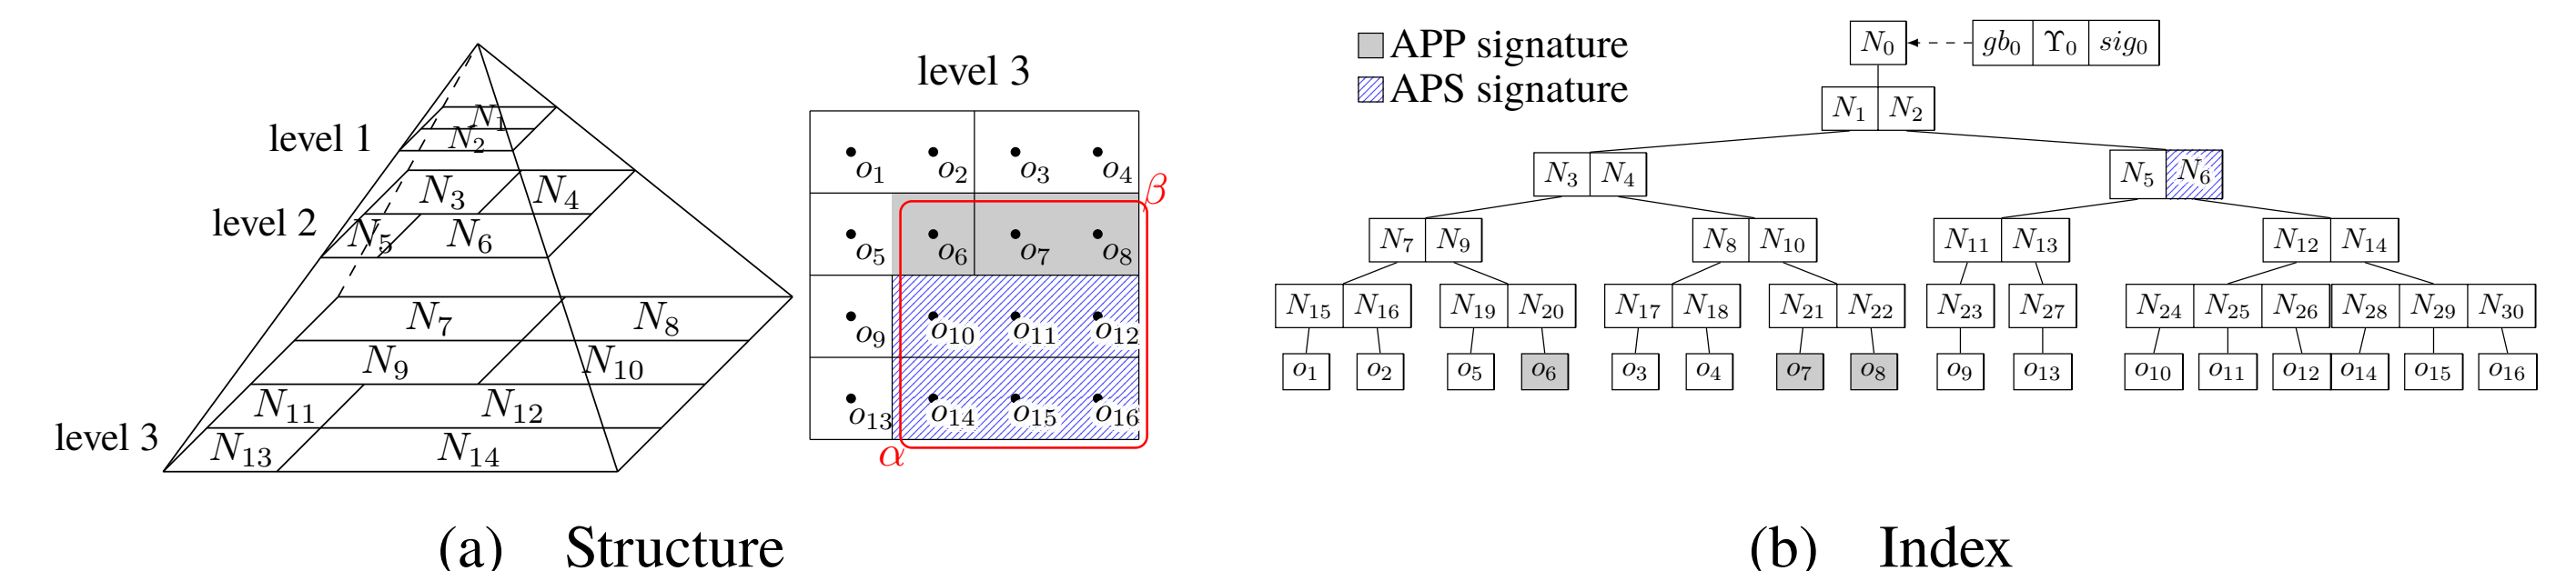 level 1
N1
N2
level 2
N3 N4
N5 N6
level 3
N7 N8
N9 N10
N11 N12
N13 N14
level 3
β
o1 o2 o3 o4
o5 o6 o7 o8
o9 o10 o11 o12
o13 o14 o15 o16
α
(a) Structure
APP signature
APS signature
N0 gb0 ϒ0 sig0
N1 N2
N3 N4 N5 N6
N7 N9 N8 N10 N11 N13 N12 N14
N15 N16 N19 N20 N17 N18 N21 N22 N23 N27 N24 N25 N26 N28 N29 N30
o1 o2 o5 o6 o3 o4 o7 o8 o9 o13 o10 o11 o12 o14 o15 o16
(b) Index